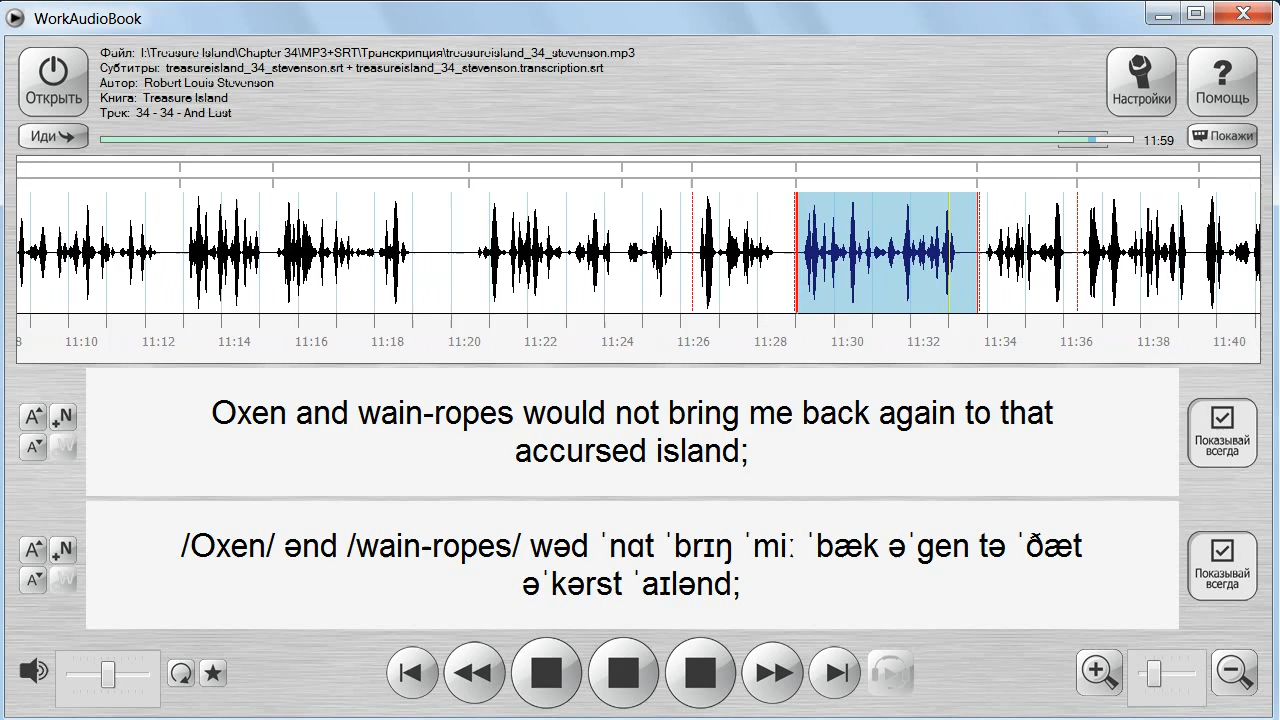 WorkAudioBook
Файл: I:\Treasure Island\Chapter 34\MP3+SRT\Транскрипция\treasureisland_34_stevenson.mp3
Субтитры: treasureisland_34_stevenson.srt + treasureisland_34_stevenson.transcription.srt
Автор: Robert Louis Stevenson
Книга: Treasure Island
Трек: 34 - 34 - And Last
Открыть
Настройки
Помощь
Иди
11:59
Покажи
8 11:10 11:12 11:14 11:16 11:18 11:20 11:22 11:24 11:26 11:28 11:30 11:32 11:34 11:36 11:38 11:40
Oxen and wain-ropes would not bring me back again to that
accursed island;
A
+N
A
W
Показывай
всегда
/Oxen/ ənd /wain-ropes/ wəd ˈnɑt ˈbrɪŋ ˈmiː ˈbæk əˈgen tə ˈðæt
əˈkərst ˈaɪlənd;
A
+N
A
W
Показывай
всегда